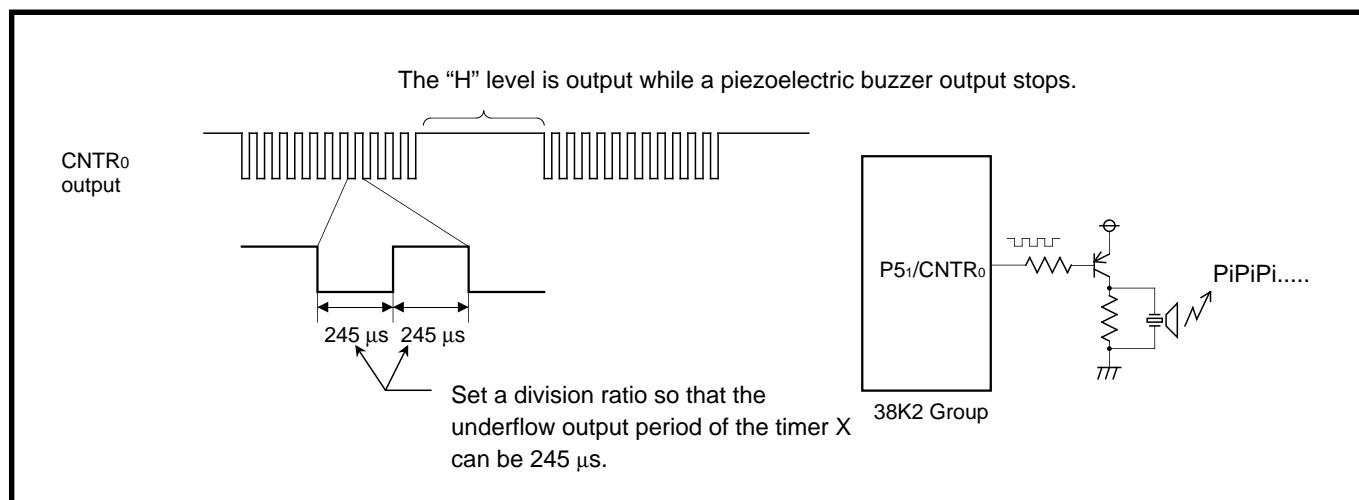 The “H” level is output while a piezoelectric buzzer output stops.
CNTR0
output
P51/CNTR0
PiPiPi.....
245 μs
245 μs
Set a division ratio so that the
underflow output period of the timer X
can be 245 μs.
38K2 Group